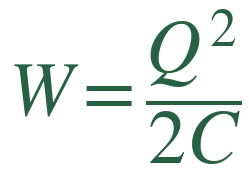 W = Q²/2C